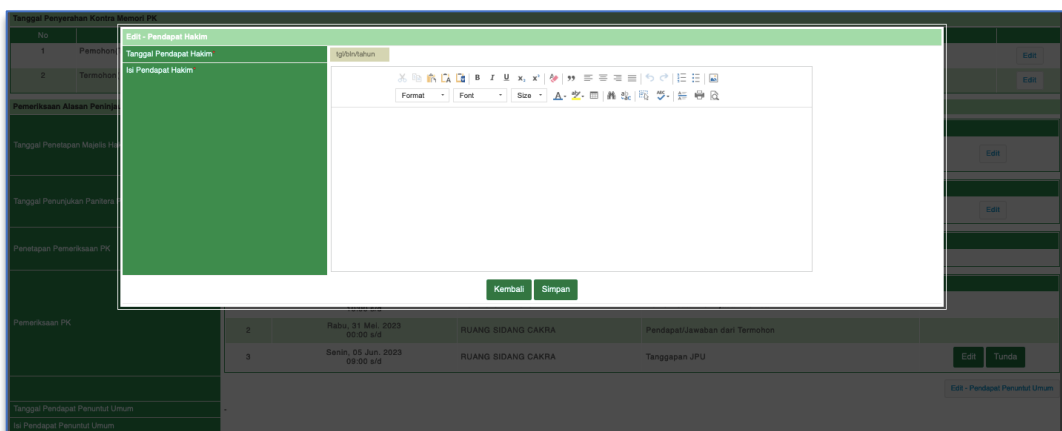 Tanggal Penyerahan Kontra Memori PK
No
Edit - Pendapat Hakim
1
Pemohon
Tanggal Pendapat Hakim
tgl/bln/tahun
Edit
2
Termohon
Isi Pendapat Hakim
Edit
B I U x₂ x²
Format Font Size
Pemeriksaan Alasan
Tanggal Penetapan Majelis
Edit
Tanggal Penunjukan Panitera
Edit
Penetapan Pemeriksaan PK
Kembali Simpan
10:00 s/d
Pemeriksaan PK
2 Rabu, 31 Mei. 2023 RUANG SIDANG CAKRA Pendapat/Jawaban dari Termohon
00:00 s/d
3 Senin, 05 Jun. 2023 RUANG SIDANG CAKRA Tanggapan JPU Edit Tunda
09:00 s/d
Edit - Pendapat Penuntut Umum
Tanggal Pendapat Penuntut Umum -
Isi Pendapat Penuntut Umum